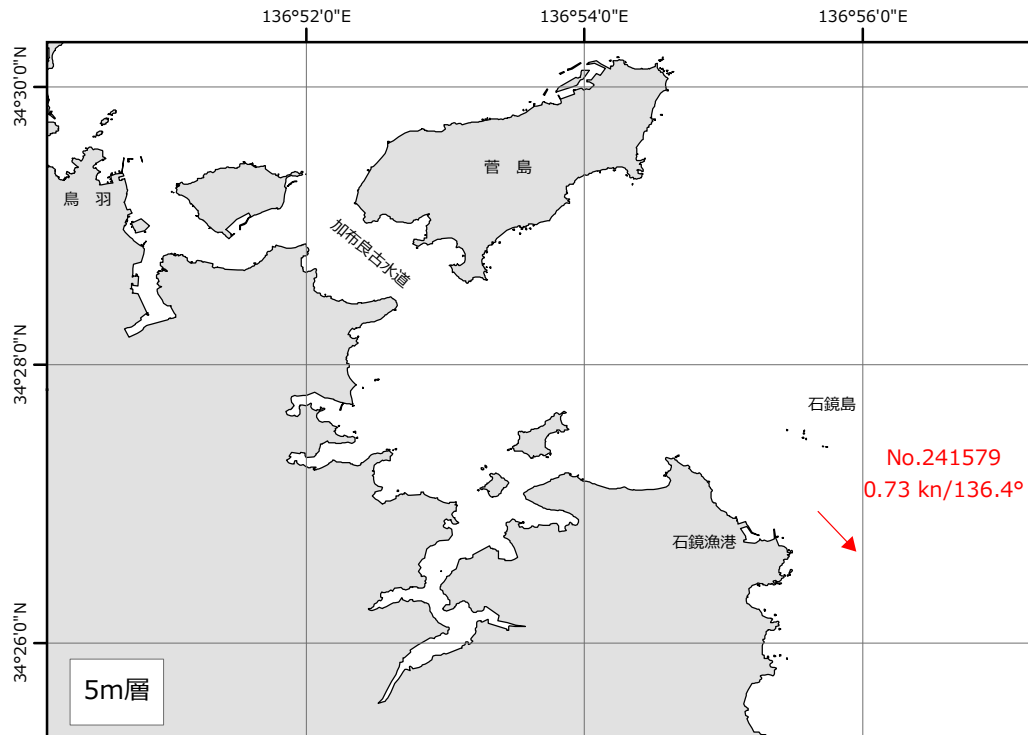 136°52'0"E
136°54'0"E
136°56'0"E
34°30'0"N
菅 島
鳥 羽
加布良古水道
34°28'0"N
石鏡島
No.241579
0.73 kn/136.4°
石鏡漁港
34°26'0"N
5m層